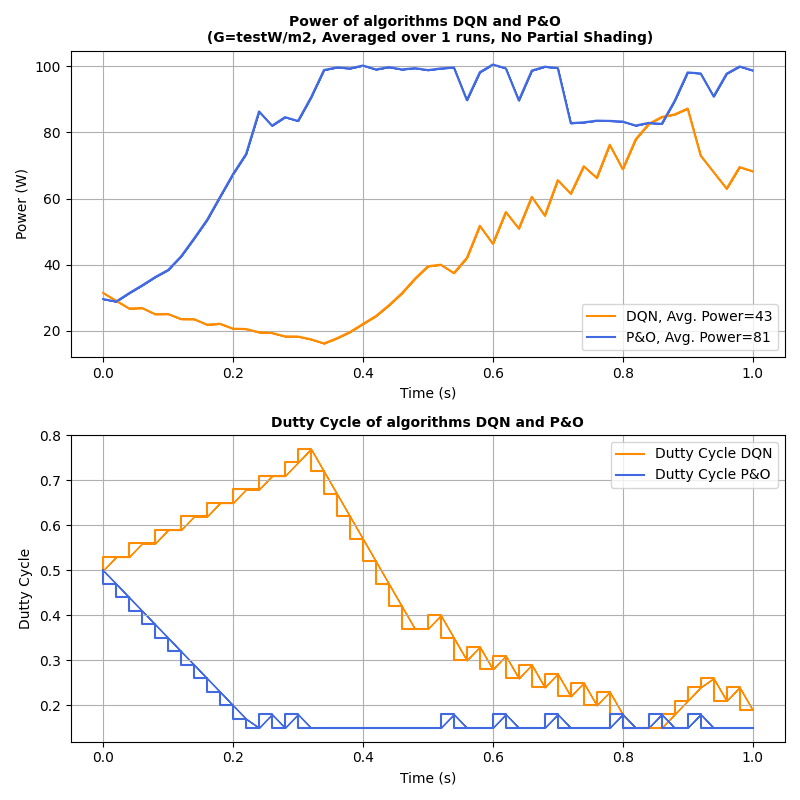 Power of algorithms DQN and P&O
(G=testW/m2, Averaged over 1 runs, No Partial Shading)
100
80
60
40
20
Power (W)
DQN, Avg. Power=43
P&O, Avg. Power=81
0.0 0.2 0.4 0.6 0.8 1.0
Time (s)
Dutty Cycle of algorithms DQN and P&O
0.8
0.7
0.6
0.5
0.4
0.3
0.2
Dutty Cycle
Dutty Cycle DQN
Dutty Cycle P&O
0.0 0.2 0.4 0.6 0.8 1.0
Time (s)